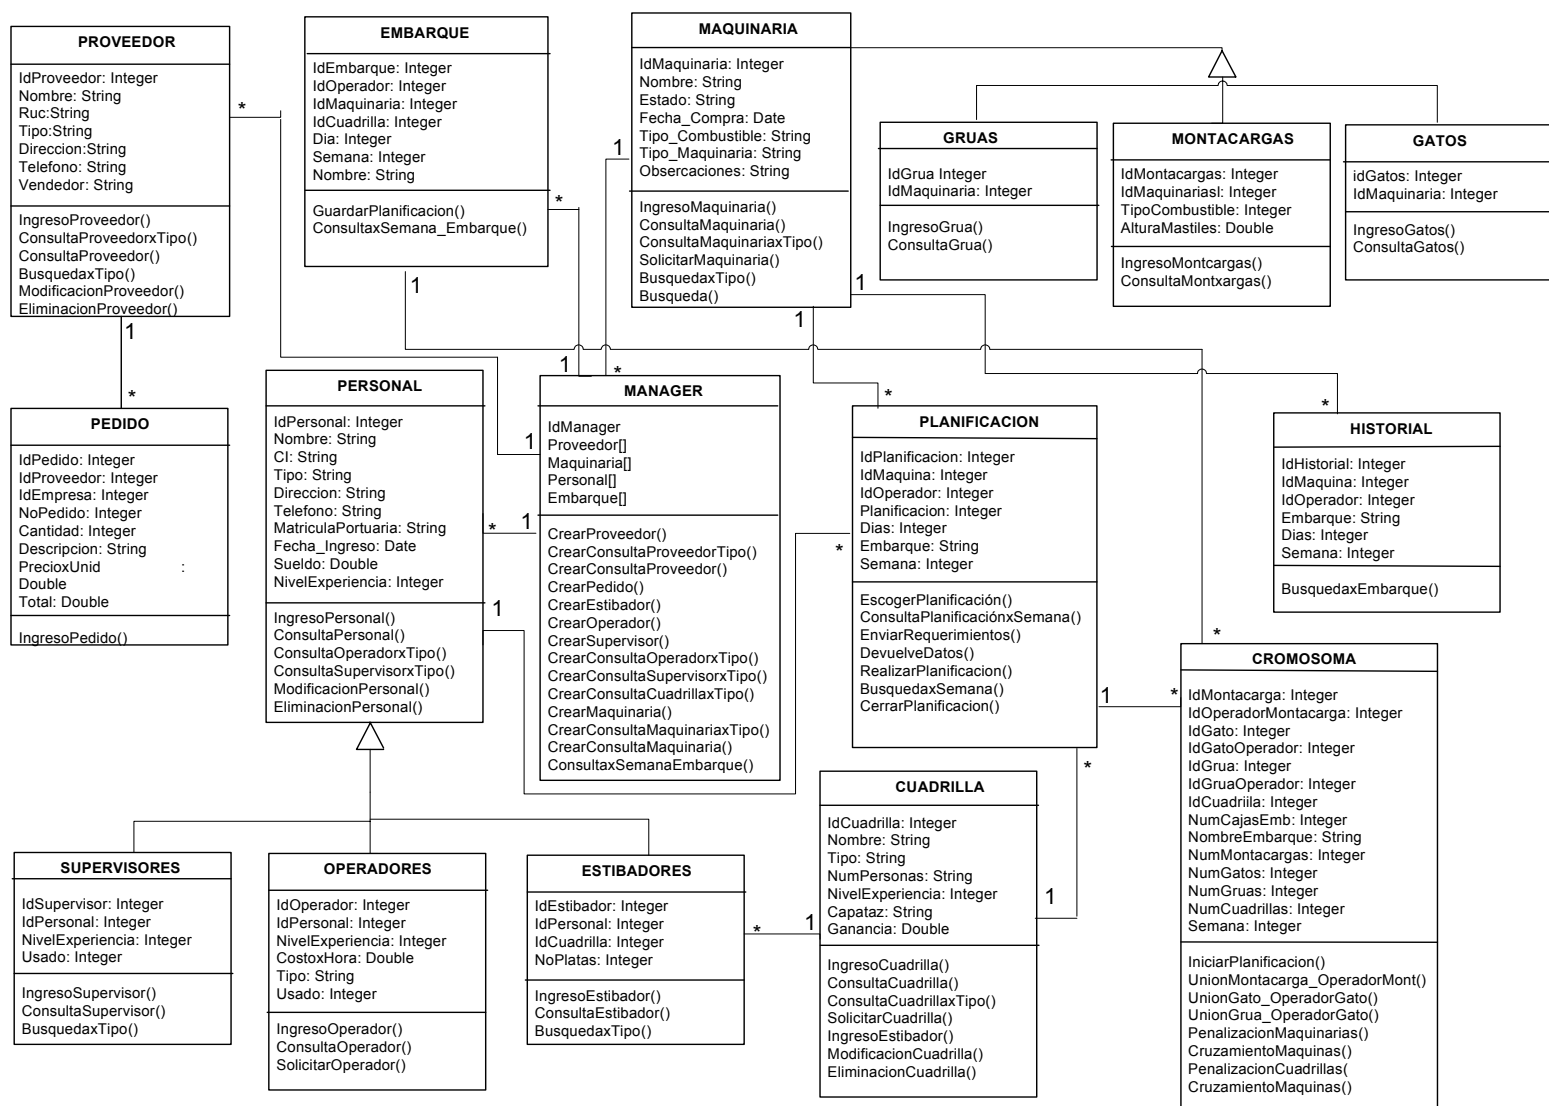 PROVEEDOR
IdProveedor: Integer
Nombre: String
Ruc:String
Tipo:String
Direccion:String
Telefono: String
Vendedor: String
IngresoProveedor()
ConsultaProveedorxTipo()
ConsultaProveedor()
BusquedaxTipo()
ModificacionProveedor()
EliminacionProveedor()
*
1
*
EMBARQUE
IdEmbarque: Integer
IdOperador: Integer
IdMaquinaria: Integer
IdCuadrilla: Integer
Dia: Integer
Semana: Integer
Nombre: String
GuardarPlanificacion()
ConsultaxSemana_Embarque()
*
1
MAQUINARIA
IdMaquinaria: Integer
Nombre: String
Estado: String
Fecha_Compra: Date
Tipo_Combustible: String
Tipo_Maquinaria: String
Obsercaciones: String
IngresoMaquinaria()
ConsultaMaquinaria()
ConsultaMaquinariaxTipo()
SolicitarMaquinaria()
BusquedaxTipo()
Busqueda()
1
1
1
GRUAS
IdGrua Integer
IdMaquinaria: Integer
IngresoGrua()
ConsultaGrua()
MONTACARGAS
IdMontacargas: Integer
IdMaquinariasI: Integer
TipoCombustible: Integer
AlturaMastiles: Double
IngresoMontcargas()
ConsultaMontxargas()
GATOS
idGatos: Integer
IdMaquinaria: Integer
IngresoGatos()
ConsultaGatos()
PEDIDO
IdPedido: Integer
IdProveedor: Integer
IdEmpresa: Integer
NoPedido: Integer
Cantidad: Integer
Descripcion: String
PrecioxUnid :
Double
Total: Double
IngresoPedido()
PERSONAL
IdPersonal: Integer
Nombre: String
CI: String
Tipo: String
Direccion: String
Telefono: String
MatriculaPortuaria: String
Fecha_Ingreso: Date
Sueldo: Double
NivelExperiencia: Integer
IngresoPersonal()
ConsultaPersonal()
ConsultaOperadorxTipo()
ConsultaSupervisorxTipo()
ModificacionPersonal()
EliminacionPersonal()
*
1
1
1
1
*
MANAGER
IdManager
Proveedor[]
Maquinaria[]
Personal[]
Embarque[]
CrearProveedor()
CrearConsultaProveedorTipo()
CrearConsultaProveedor()
CrearPedido()
CrearEstibador()
CrearOperador()
CrearSupervisor()
CrearConsultaOperadorxTipo()
CrearConsultaSupervisorxTipo()
CrearConsultaCuadrillaxTipo()
CrearMaquinaria()
CrearConsultaMaquinariaxTipo()
CrearConsultaMaquinaria()
ConsultaxSemanaEmbarque()
*
*
PLANIFICACION
IdPlanificacion: Integer
IdMaquina: Integer
IdOperador: Integer
Planificacion: Integer
Dias: Integer
Embarque: String
Semana: Integer
EscogerPlanificación()
ConsultaPlanificaciónxSemana()
EnviarRequerimientos()
DevuelveDatos()
RealizarPlanificacion()
BusquedaxSemana()
CerrarPlanificacion()
1
*
*
*
HISTORIAL
IdHistorial: Integer
IdMaquina: Integer
IdOperador: Integer
Embarque: String
Dias: Integer
Semana: Integer
BusquedaxEmbarque()
*
*
CROMOSOMA
IdMontacarga: Integer
IdOperadorMontacarga: Integer
IdGato: Integer
IdGatoOperador: Integer
IdGrua: Integer
IdGruaOperador: Integer
IdCuadriila: Integer
NumCajasEmb: Integer
NombreEmbarque: String
NumMontacargas: Integer
NumGatos: Integer
NumGruas: Integer
NumCuadrillas: Integer
Semana: Integer
IniciarPlanificacion()
UnionMontacarga_OperadorMont()
UnionGato_OperadorGato()
UnionGrua_OperadorGato()
PenalizacionMaquinarias()
CruzamientoMaquinas()
PenalizacionCuadrillas(
CruzamientoMaquinas()
SUPERVISORES
IdSupervisor: Integer
IdPersonal: Integer
NivelExperiencia: Integer
Usado: Integer
IngresoSupervisor()
ConsultaSupervisor()
BusquedaxTipo()
OPERADORES
IdOperador: Integer
IdPersonal: Integer
NivelExperiencia: Integer
CostoxHora: Double
Tipo: String
Usado: Integer
IngresoOperador()
ConsultaOperador()
SolicitarOperador()
ESTIBADORES
IdEstibador: Integer
IdPersonal: Integer
IdCuadrilla: Integer
NoPlatas: Integer
IngresoEstibador()
ConsultaEstibador()
BusquedaxTipo()
*
1
CUADRILLA
IdCuadrilla: Integer
Nombre: String
Tipo: String
NumPersonas: String
NivelExperiencia: Integer
Capataz: String
Ganancia: Double
IngresoCuadrilla()
ConsultaCuadrilla()
ConsultaCuadrillaxTipo()
SolicitarCuadrilla()
IngresoEstibador()
ModificacionCuadrilla()
EliminacionCuadrilla()
1